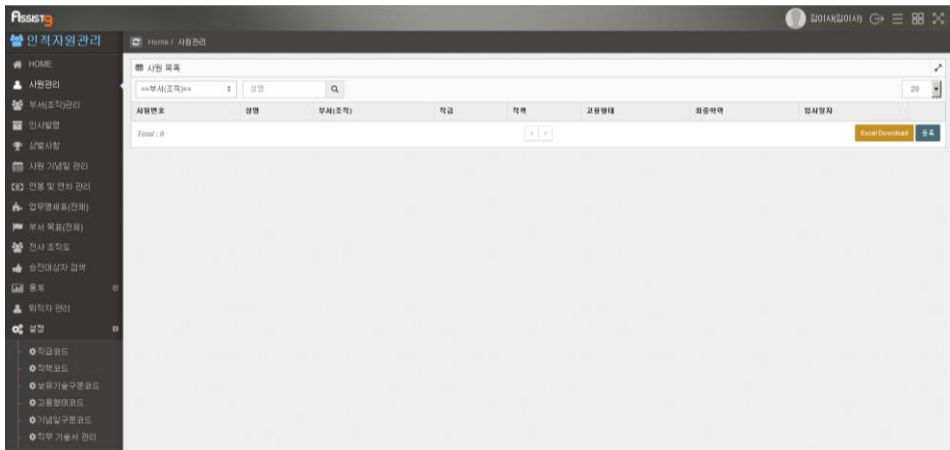 Assist9
김이사(김이사)
인적자원관리
Home / 사원관리
HOME
사원관리
부서(조직)관리
인사발령
상벌사항
사원 기념일 관리
연봉 및 연차 관리
업무명세표(전체)
부서 목표(전체)
전사 조직도
승진대상자 검색
통계
퇴직자 관리
설정
직급코드
직책코드
보유기술구분코드
고용형태코드
기념일구분코드
직무 기술서 관리
사원 목록
==부서(조직)== 성명 20
사원번호 성명 부서(조직) 직급 직책 고용형태 최종학력 입사일자
Total : 0 Excel Download 등록